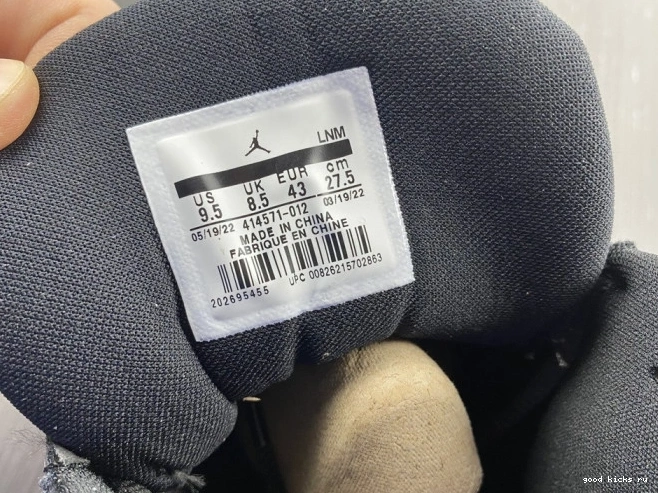 LNM
US UK EUR cm
9.5 8.5 43 27.5
05/19/22 414571-012 03/19/22
MADE IN CHINA
FABRIQUE EN CHINE
202695455 UPC 00826215702863
good kicks ru